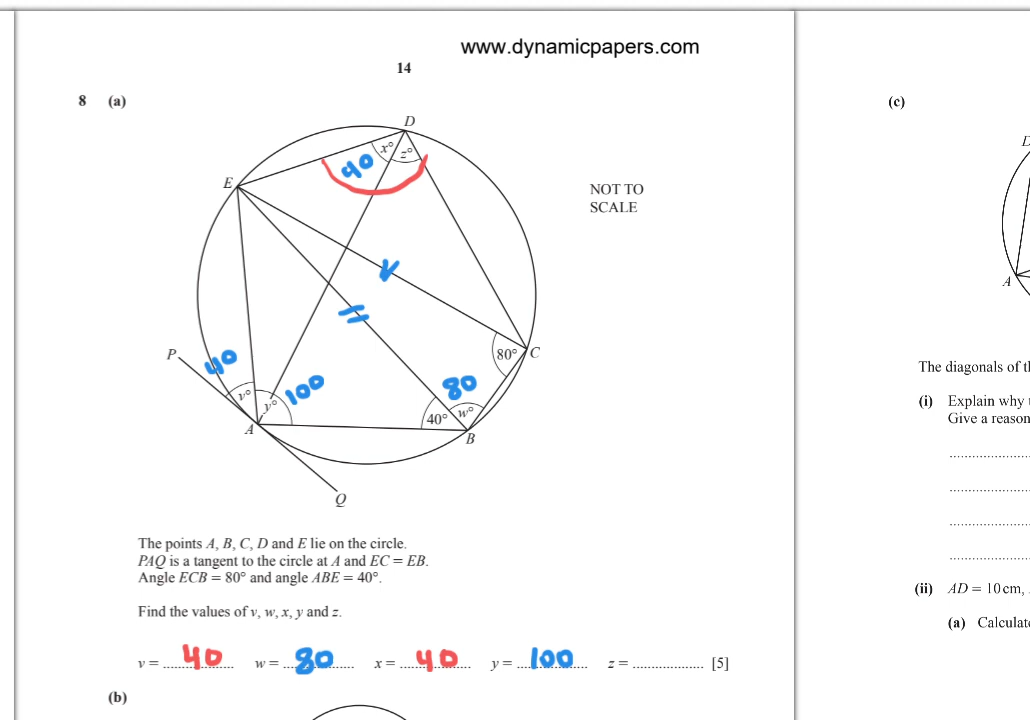 www.dynamicpapers.com
14
8 (a)
D
x° z°
40
E
NOT TO
SCALE
80° C
P
40
v°
y°
100
80
40° w°
A
B
Q
The points A, B, C, D and E lie on the circle.
PAQ is a tangent to the circle at A and EC = EB.
Angle ECB = 80° and angle ABE = 40°.
Find the values of v, w, x, y and z.
v = 40 w = 80 x = 40 y = 100 z = [5]
(b)
(c)
D
A
The diagonals of
(i) Explain why
Give a reason
(ii) AD = 10 cm,
(a)